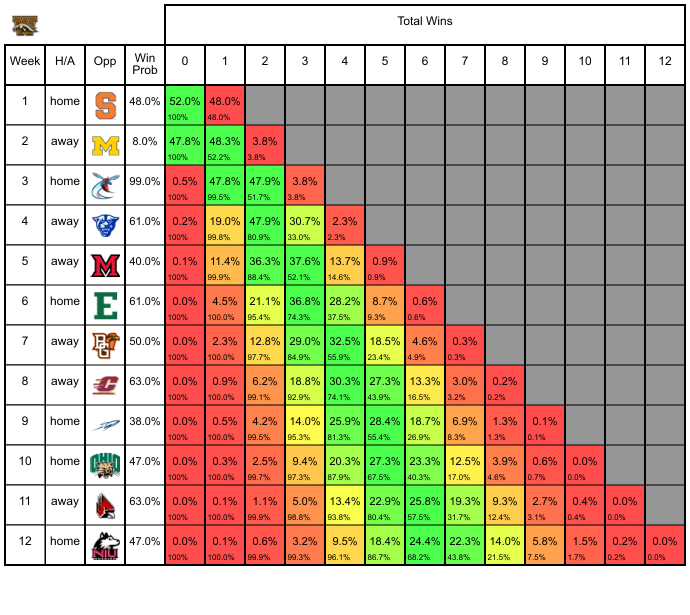 Total Wins
Week H/A Opp Win Prob 0 1 2 3 4 5 6 7 8 9 10 11 12
1 home S 48.0% 52.0% 48.0%
100% 48.0%
2 away M 8.0% 47.8% 48.3% 3.8%
100% 52.2% 3.8%
3 home 99.0% 0.5% 47.8% 47.9% 3.8%
100% 99.5% 51.7% 3.8%
4 away 61.0% 0.2% 19.0% 47.9% 30.7% 2.3%
100% 99.8% 80.9% 33.0% 2.3%
5 away M 40.0% 0.1% 11.4% 36.3% 37.6% 13.7% 0.9%
100% 99.9% 88.4% 52.1% 14.6% 0.9%
6 home E 61.0% 0.0% 4.5% 21.1% 36.8% 28.2% 8.7% 0.6%
100% 100.0% 95.4% 74.3% 37.5% 9.3% 0.6%
7 away BG 50.0% 0.0% 2.3% 12.8% 29.0% 32.5% 18.5% 4.6% 0.3%
100% 100.0% 97.7% 84.9% 55.9% 23.4% 4.9% 0.3%
8 away C 63.0% 0.0% 0.9% 6.2% 18.8% 30.3% 27.3% 13.3% 3.0% 0.2%
100% 100.0% 99.1% 92.9% 74.1% 43.9% 16.5% 3.2% 0.2%
9 home 38.0% 0.0% 0.5% 4.2% 14.0% 25.9% 28.4% 18.7% 6.9% 1.3% 0.1%
100% 100.0% 99.5% 95.3% 81.3% 55.4% 26.9% 8.3% 1.3% 0.1%
10 home OHIO 47.0% 0.0% 0.3% 2.5% 9.4% 20.3% 27.3% 23.3% 12.5% 3.9% 0.6% 0.0%
100% 100.0% 99.7% 97.3% 87.9% 67.5% 40.3% 17.0% 4.6% 0.7% 0.0%
11 away 63.0% 0.0% 0.1% 1.1% 5.0% 13.4% 22.9% 25.8% 19.3% 9.3% 2.7% 0.4% 0.0%
100% 100.0% 99.9% 98.8% 93.8% 80.4% 57.5% 31.7% 12.4% 3.1% 0.4% 0.0%
12 home NIU 47.0% 0.0% 0.1% 0.6% 3.2% 9.5% 18.4% 24.4% 22.3% 14.0% 5.8% 1.5% 0.2% 0.0%
100% 100.0% 99.9% 99.3% 96.1% 86.7% 68.2% 43.8% 21.5% 7.5% 1.7% 0.2% 0.0%